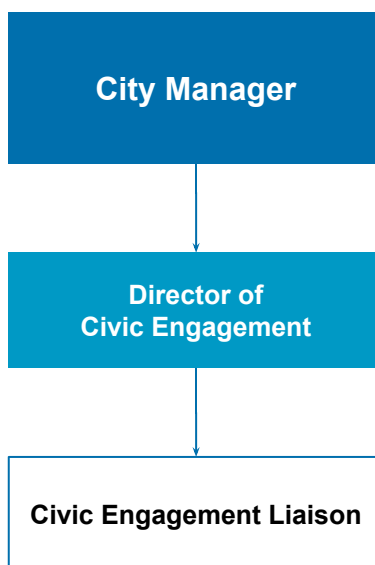 City Manager
Director of
Civic Engagement
Civic Engagement Liaison